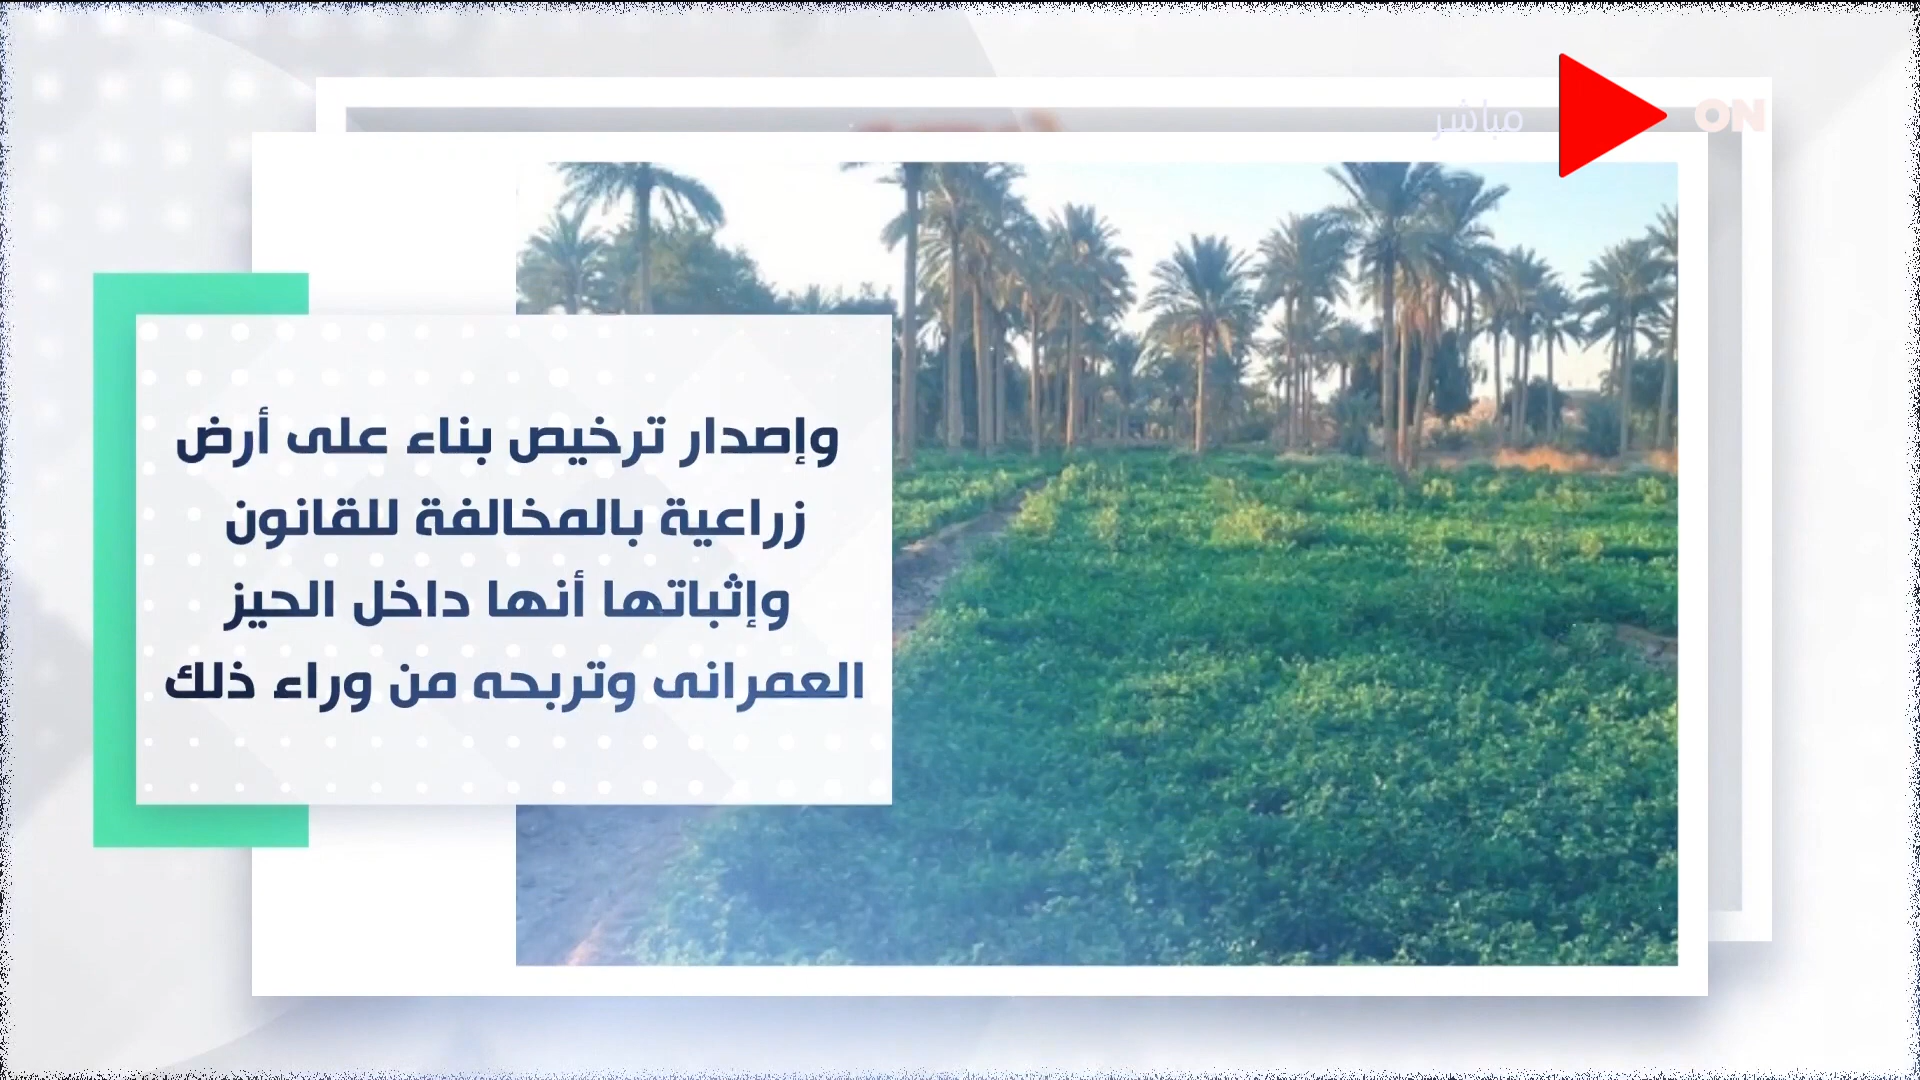 مباشر
ON
وإصدار ترخيص بناء على أرض
زراعية بالمخالفة للقانون
وإثباتها أنها داخل الحيز
العمرانى وتربحه من وراء ذلك